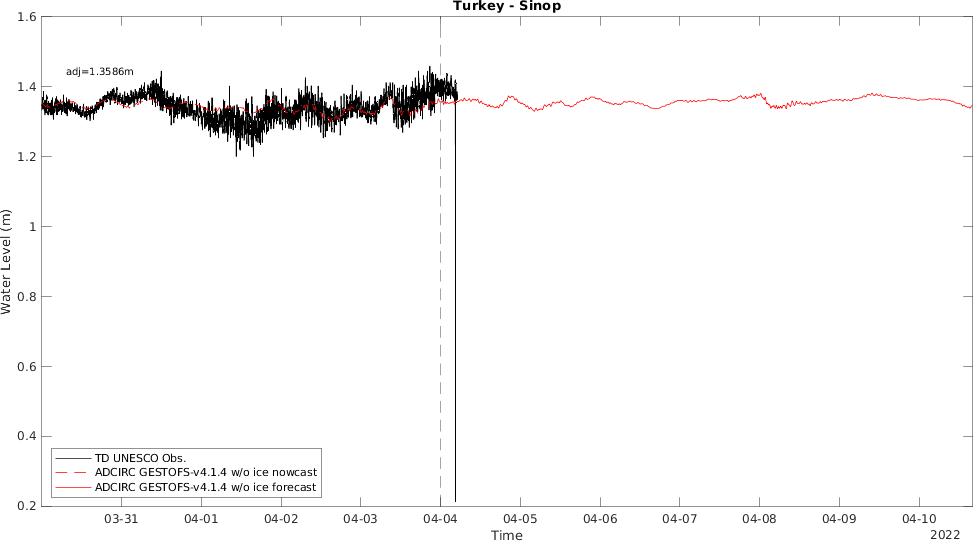 Turkey - Sinop
1.6
adj=1.3586m
1.4
1.2
1
0.8
0.6
0.4
0.2
Water Level (m)
TD UNESCO Obs.
ADCIRC GESTOFS-v4.1.4 w/o ice nowcast
ADCIRC GESTOFS-v4.1.4 w/o ice forecast
03-31 04-01 04-02 04-03 04-04 04-05 04-06 04-07 04-08 04-09 04-10
Time
2022